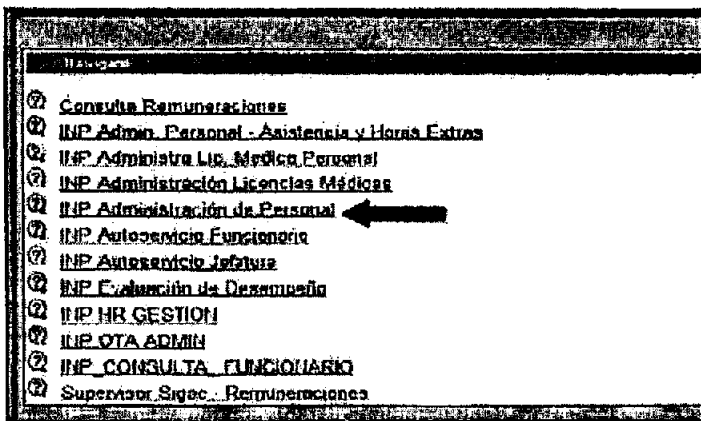 Navegador
Consulta Remuneraciones
INP Admin. Personal - Asistencia y Horas Extras
INP Administra Lic. Medica Personal
INP Administración Licencias Médicas
INP Administración de Personal
INP Autoservicio Funcionario
INP Autoservicio Jefatura
INP Evaluación de Desempeño
INP HR GESTION
INP OTA ADMIN
INP_CONSULTA_FUNCIONARIO
Supervisor Sigac - Remuneraciones